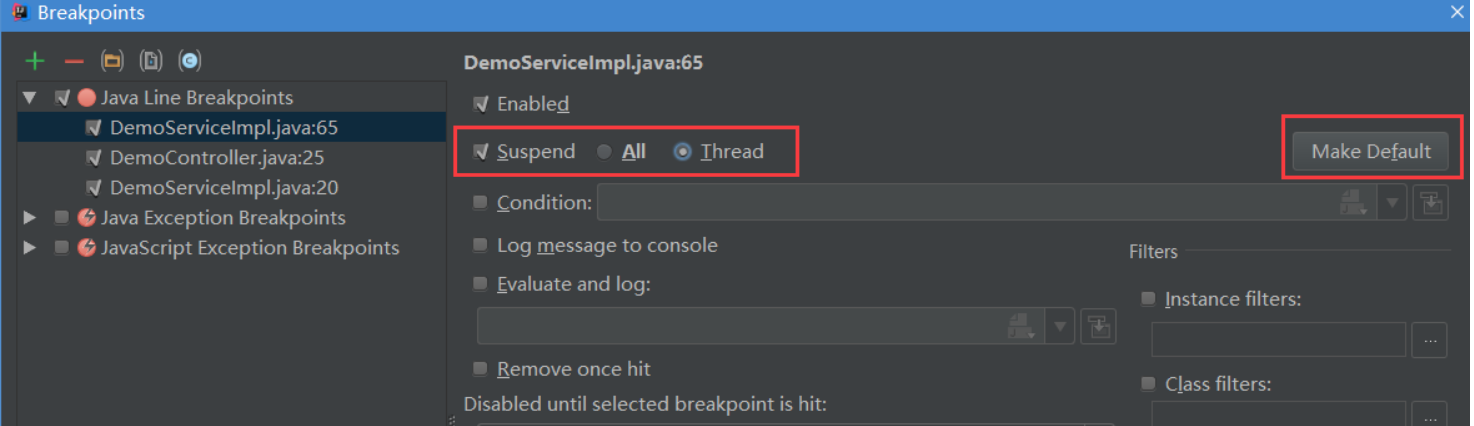 Breakpoints
DemoServiceImpl.java:65
Java Line Breakpoints
Enabled
DemoServiceImpl.java:65
Suspend All Thread Make Default
DemoController.java:25
DemoServiceImpl.java:20
Condition:
Java Exception Breakpoints
JavaScript Exception Breakpoints
Log message to console
Filters
Evaluate and log:
Instance filters:
...
Remove once hit
Class filters:
Disabled until selected breakpoint is hit:
...